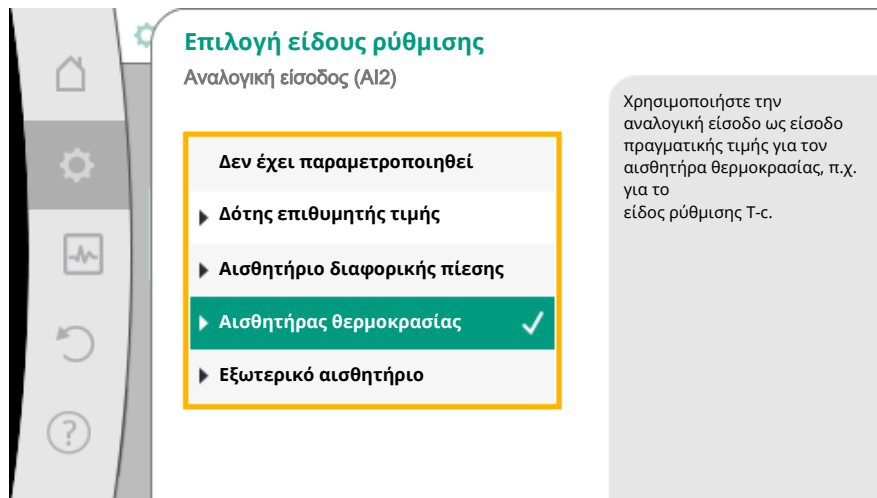 Επιλογή είδους ρύθμισης
Αναλογική είσοδος (AI2)
Δεν έχει παραμετροποιηθεί
Δότης επιθυμητής τιμής
Αισθητήριο διαφορικής πίεσης
Αισθητήρας θερμοκρασίας
Εξωτερικό αισθητήριο
Χρησιμοποιήστε την
αναλογική είσοδο ως είσοδο
πραγματικής τιμής για τον
αισθητήρα θερμοκρασίας, π.χ.
για το
είδος ρύθμισης T-c.
?